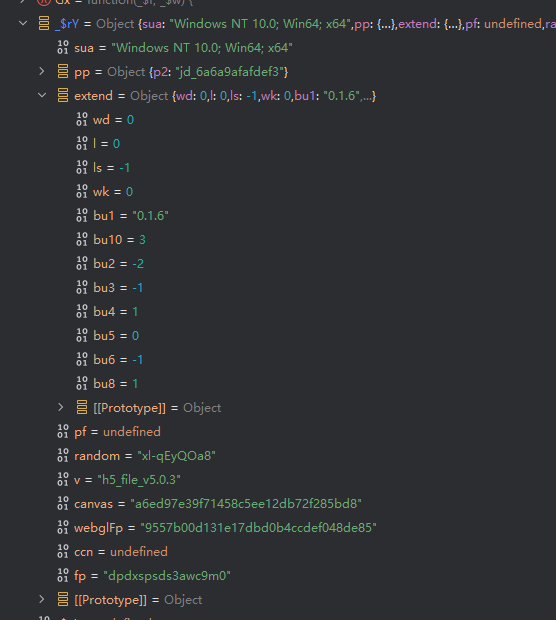 Gx = function(_$r, _$w) {
_$rY = Object {sua: "Windows NT 10.0; Win64; x64",pp: {...},extend: {...},pf: undefined,ra
sua = "Windows NT 10.0; Win64; x64"
pp = Object {p2: "jd_6a6a9afafdef3"}
extend = Object {wd: 0,l: 0,ls: -1,wk: 0,bu1: "0.1.6",...}
wd = 0
l = 0
ls = -1
wk = 0
bu1 = "0.1.6"
bu10 = 3
bu2 = -2
bu3 = -1
bu4 = 1
bu5 = 0
bu6 = -1
bu8 = 1
[[Prototype]] = Object
pf = undefined
random = "xl-qEyQOa8"
v = "h5_file_v5.0.3"
canvas = "a6ed97e39f71458c5ee12db72f285bd8"
webglFp = "9557b00d131e17dbd0b4ccdef048de85"
ccn = undefined
fp = "dpdxspsds3awc9m0"
[[Prototype]] = Object